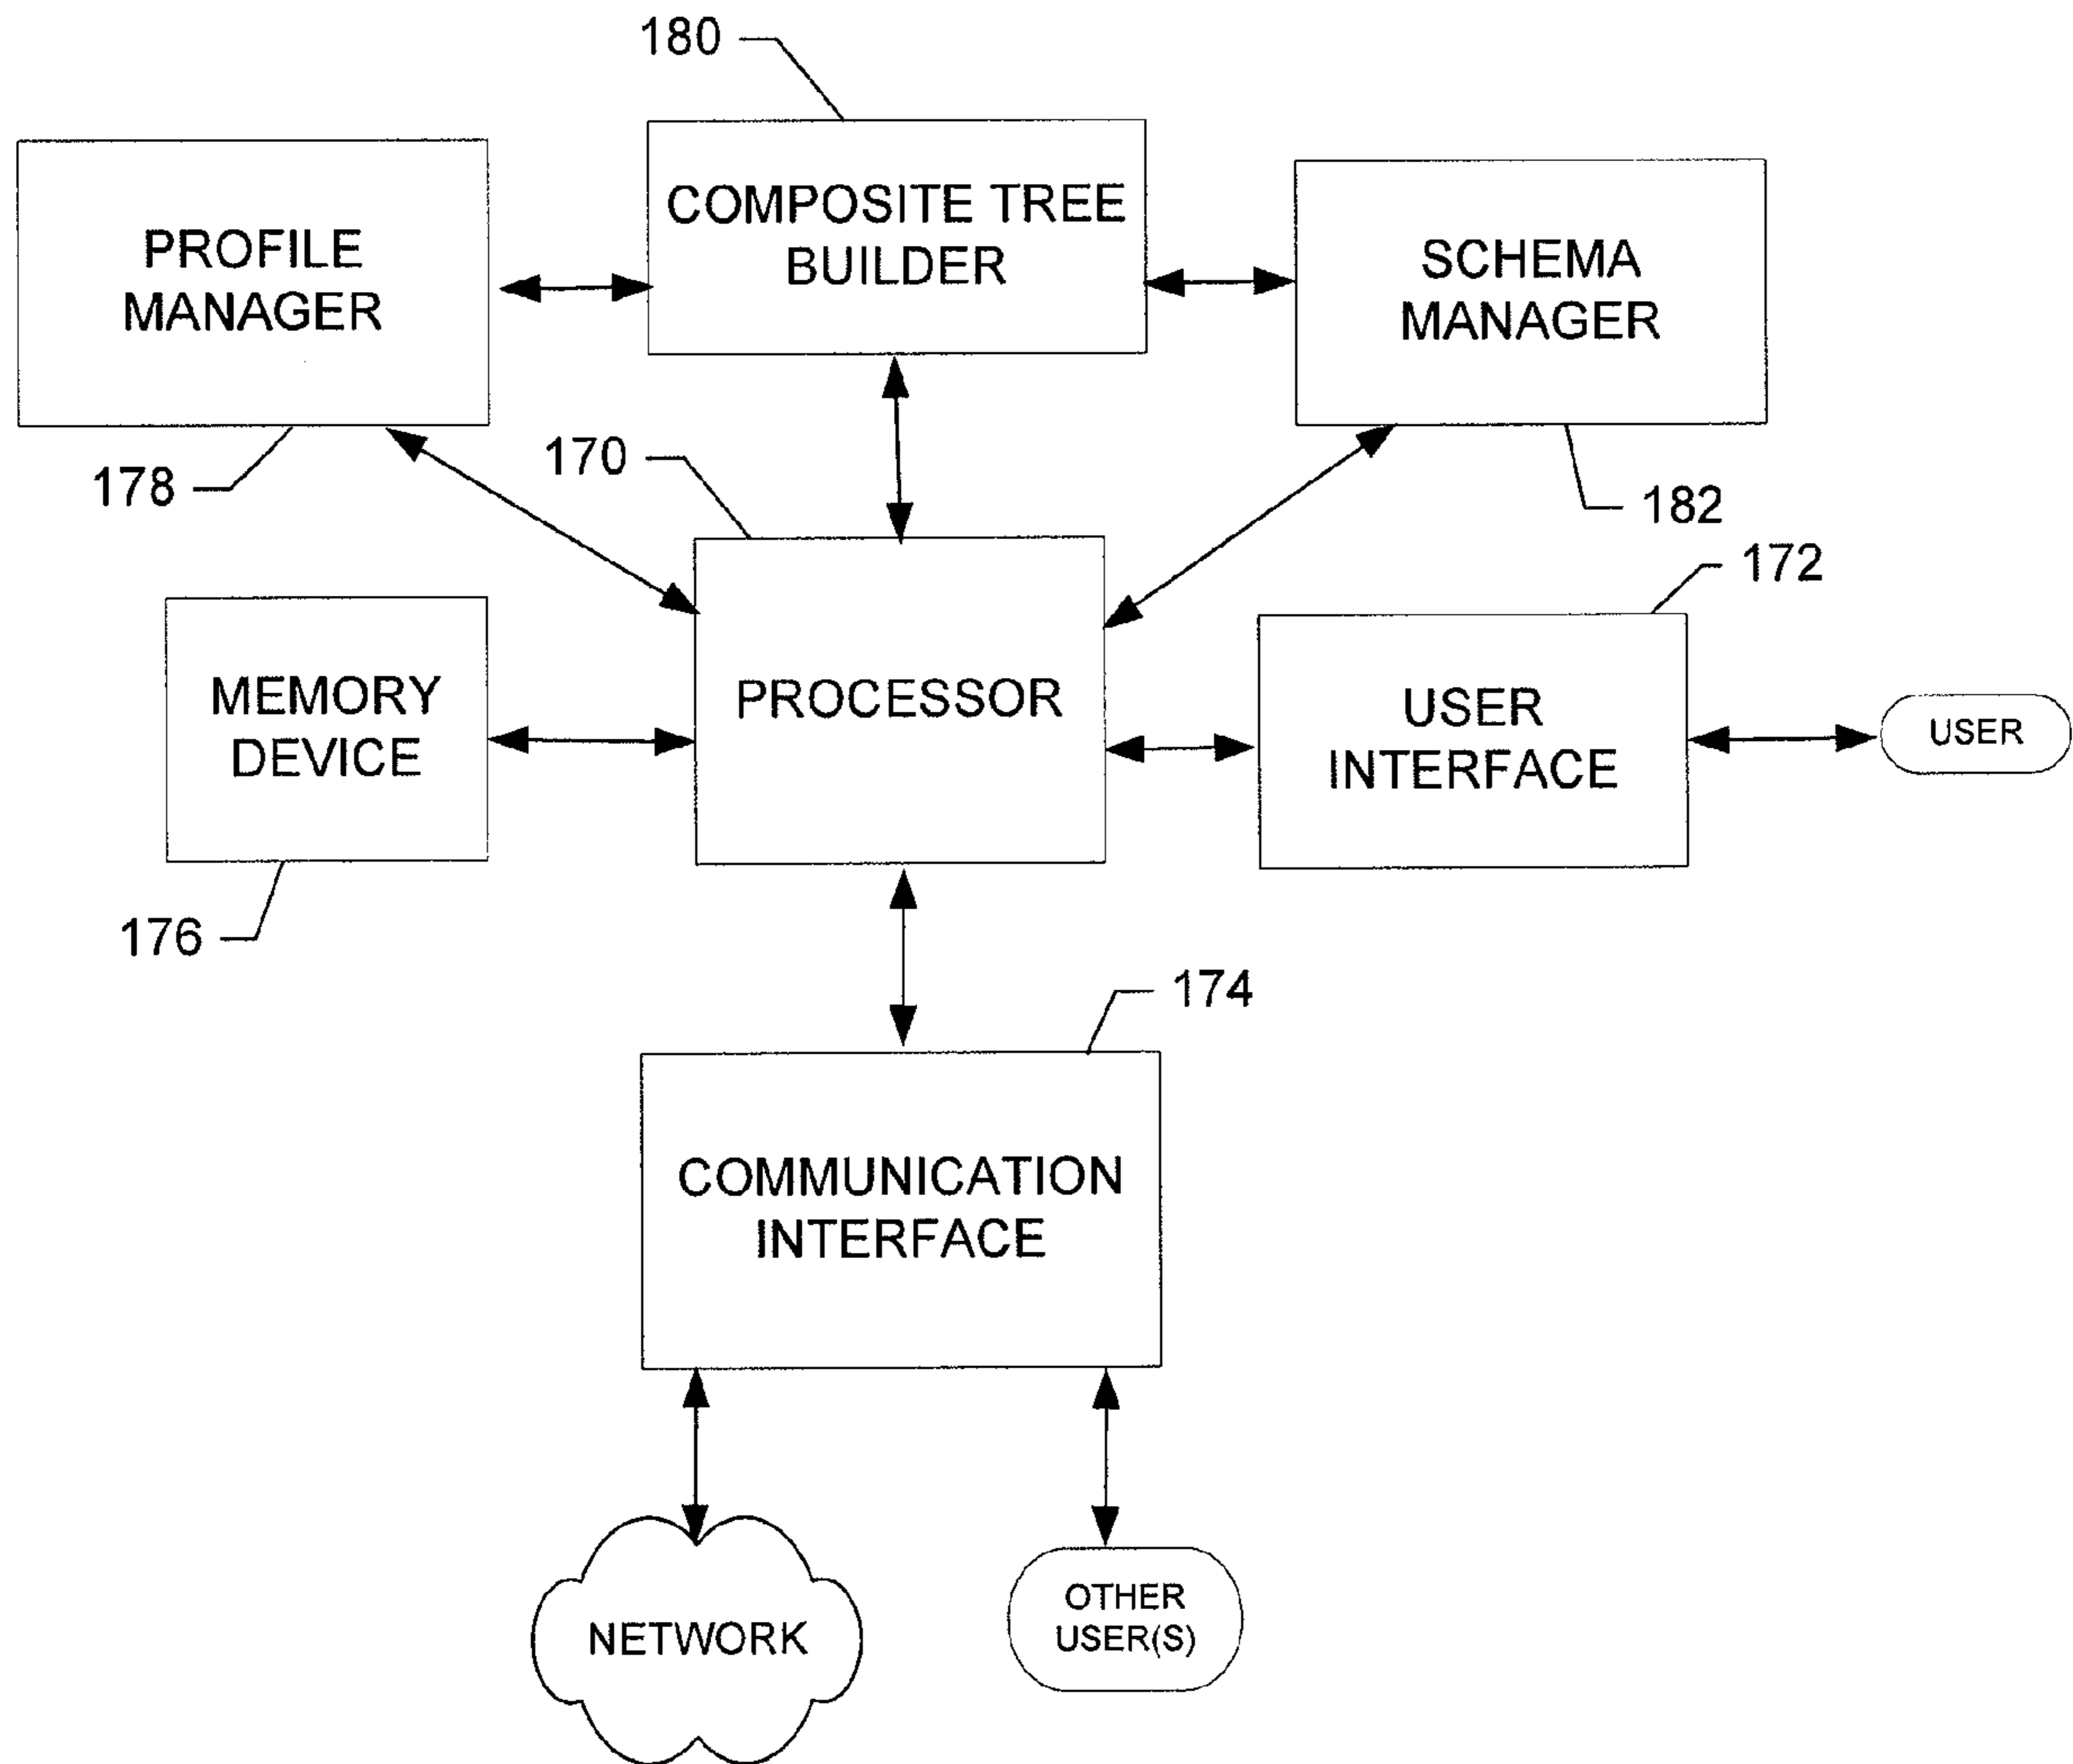 180
PROFILE
MANAGER
COMPOSITE TREE
BUILDER
SCHEMA
MANAGER
178
170
182
172
MEMORY
DEVICE
PROCESSOR
USER
INTERFACE
USER
176
174
COMMUNICATION
INTERFACE
NETWORK
OTHER
USER(S)